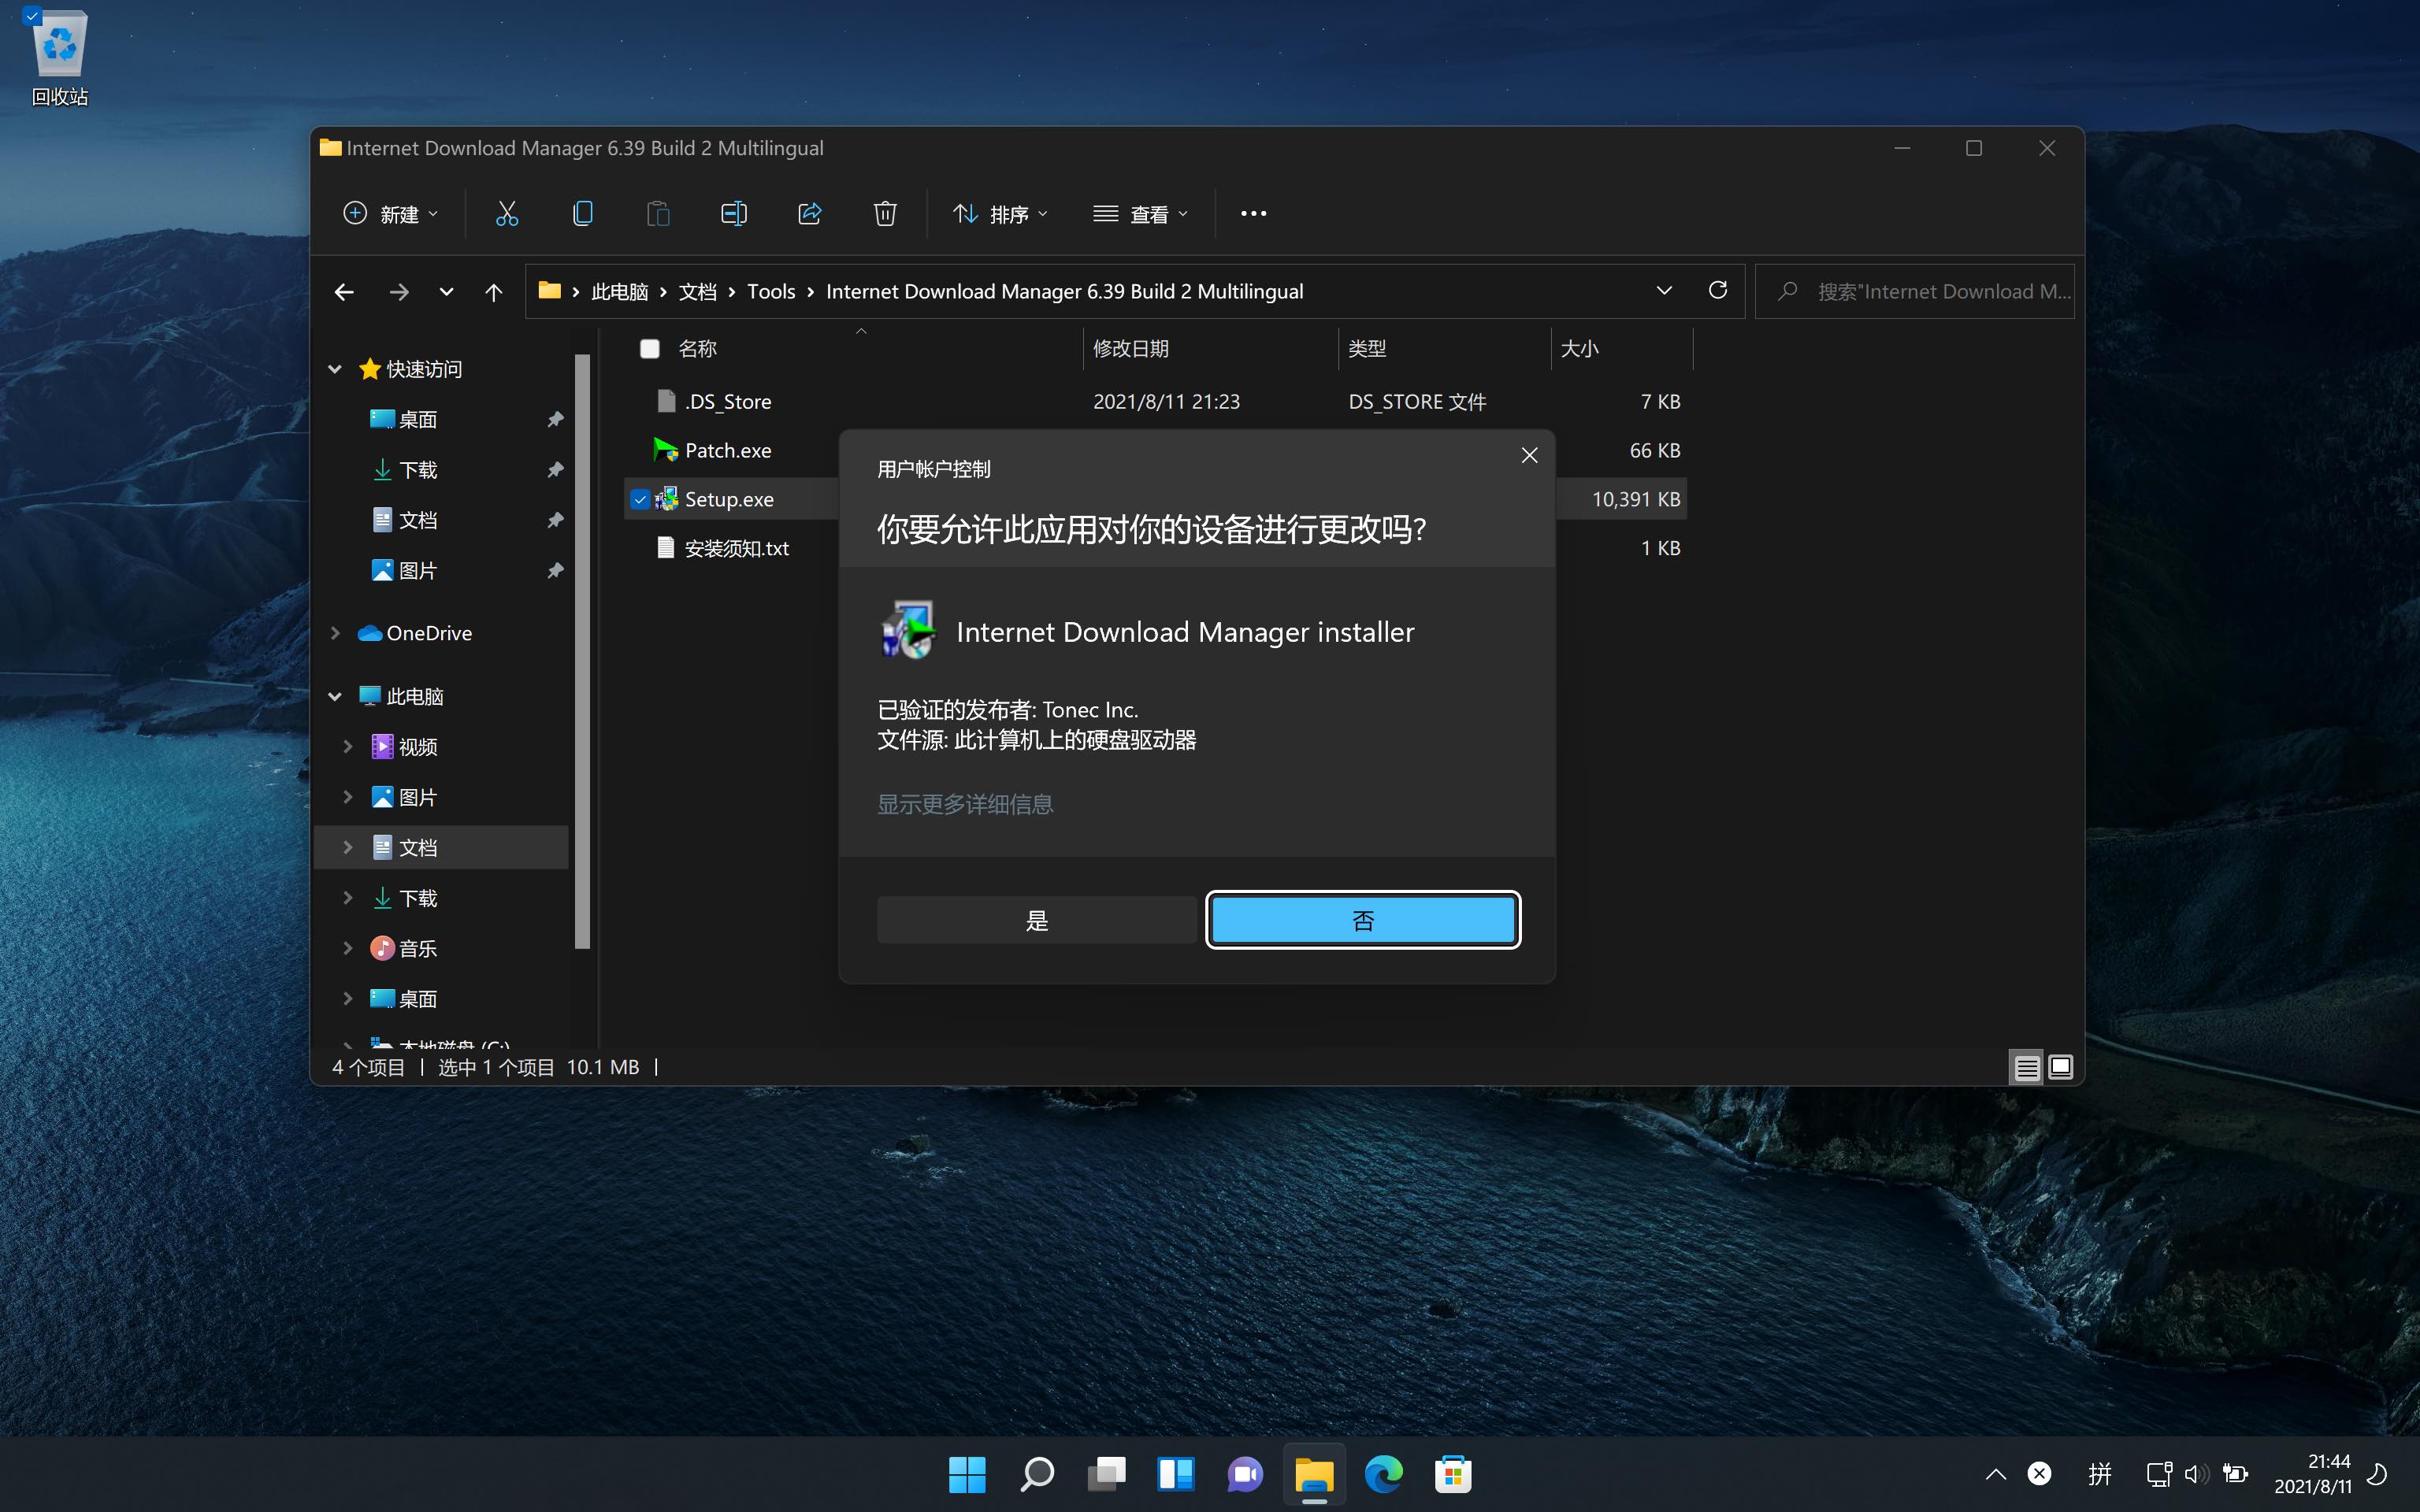 回收站
Internet Download Manager 6.39 Build 2 Multilingual
新建
排序
查看
此电脑 文档 Tools Internet Download Manager 6.39 Build 2 Multilingual
搜索"Internet Download M...
名称 修改日期 类型 大小
.DS_Store 2021/8/11 21:23 DS_STORE 文件 7 KB
Patch.exe 66 KB
Setup.exe 10,391 KB
安装须知.txt 1 KB
快速访问
桌面
下载
文档
图片
OneDrive
此电脑
视频
图片
文档
下载
音乐
桌面
本地磁盘 (C:)
4 个项目
选中 1 个项目 10.1 MB
用户帐户控制
你要允许此应用对你的设备进行更改吗?
Internet Download Manager installer
已验证的发布者: Tonec Inc.
文件源: 此计算机上的硬盘驱动器
显示更多详细信息
是
否
拼
21:44
2021/8/11